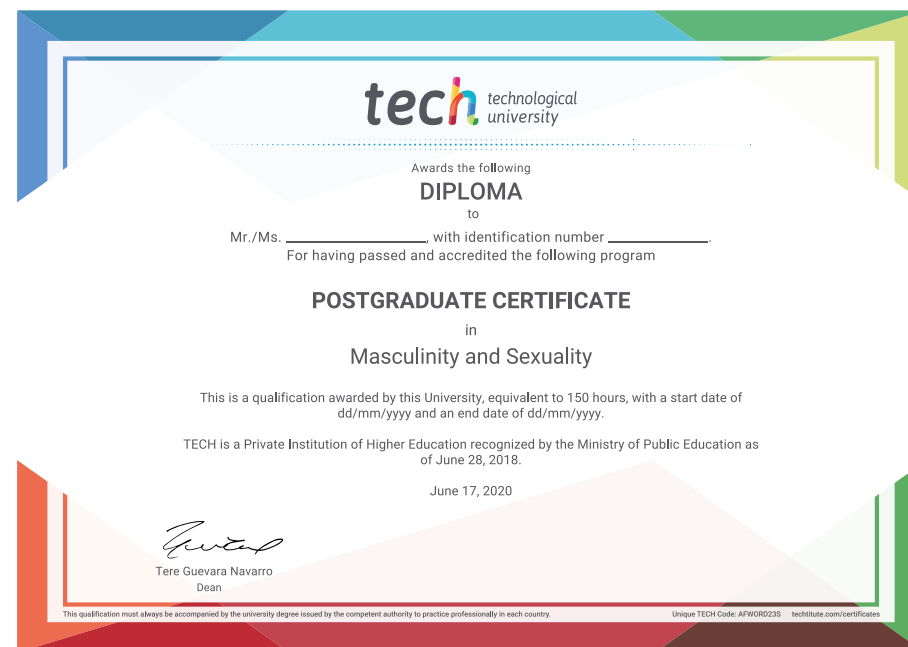 tech technological
university
Awards the following
DIPLOMA
to
Mr./Ms. ____________, with identification number ____________.
For having passed and accredited the following program
POSTGRADUATE CERTIFICATE
in
Masculinity and Sexuality
This is a qualification awarded by this University, equivalent to 150 hours, with a start date of
dd/mm/yyyy and an end date of dd/mm/yyyy.
TECH is a Private Institution of Higher Education recognized by the Ministry of Public Education as
of June 28, 2018.
June 17, 2020
Tere Guevara Navarro
Dean
This qualification must always be accompanied by the university degree issued by the competent authority to practice professionally in each country.
Unique TECH Code: AFWORD23S techtitute.com/certificates